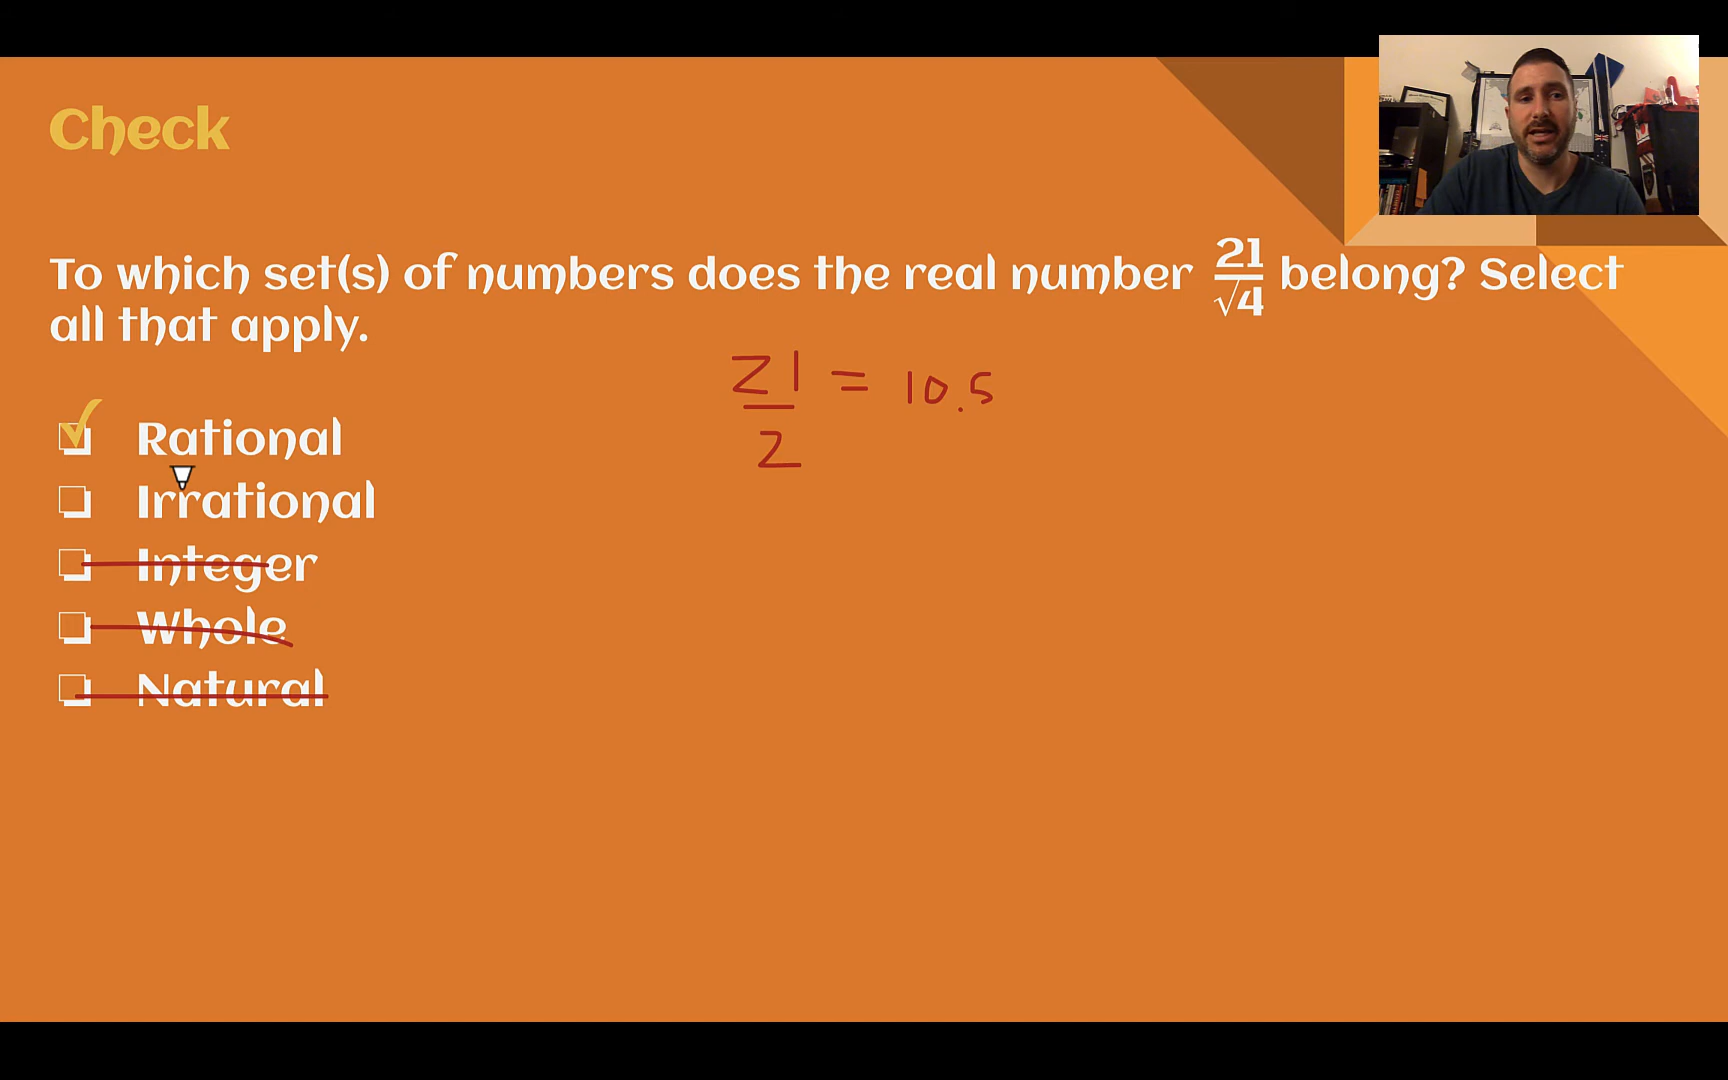 Check
To which set(s) of numbers does the real number 21/√4 belong? Select
all that apply.
21/2 = 10.5
Rational
Irrational
Integer
Whole
Natural